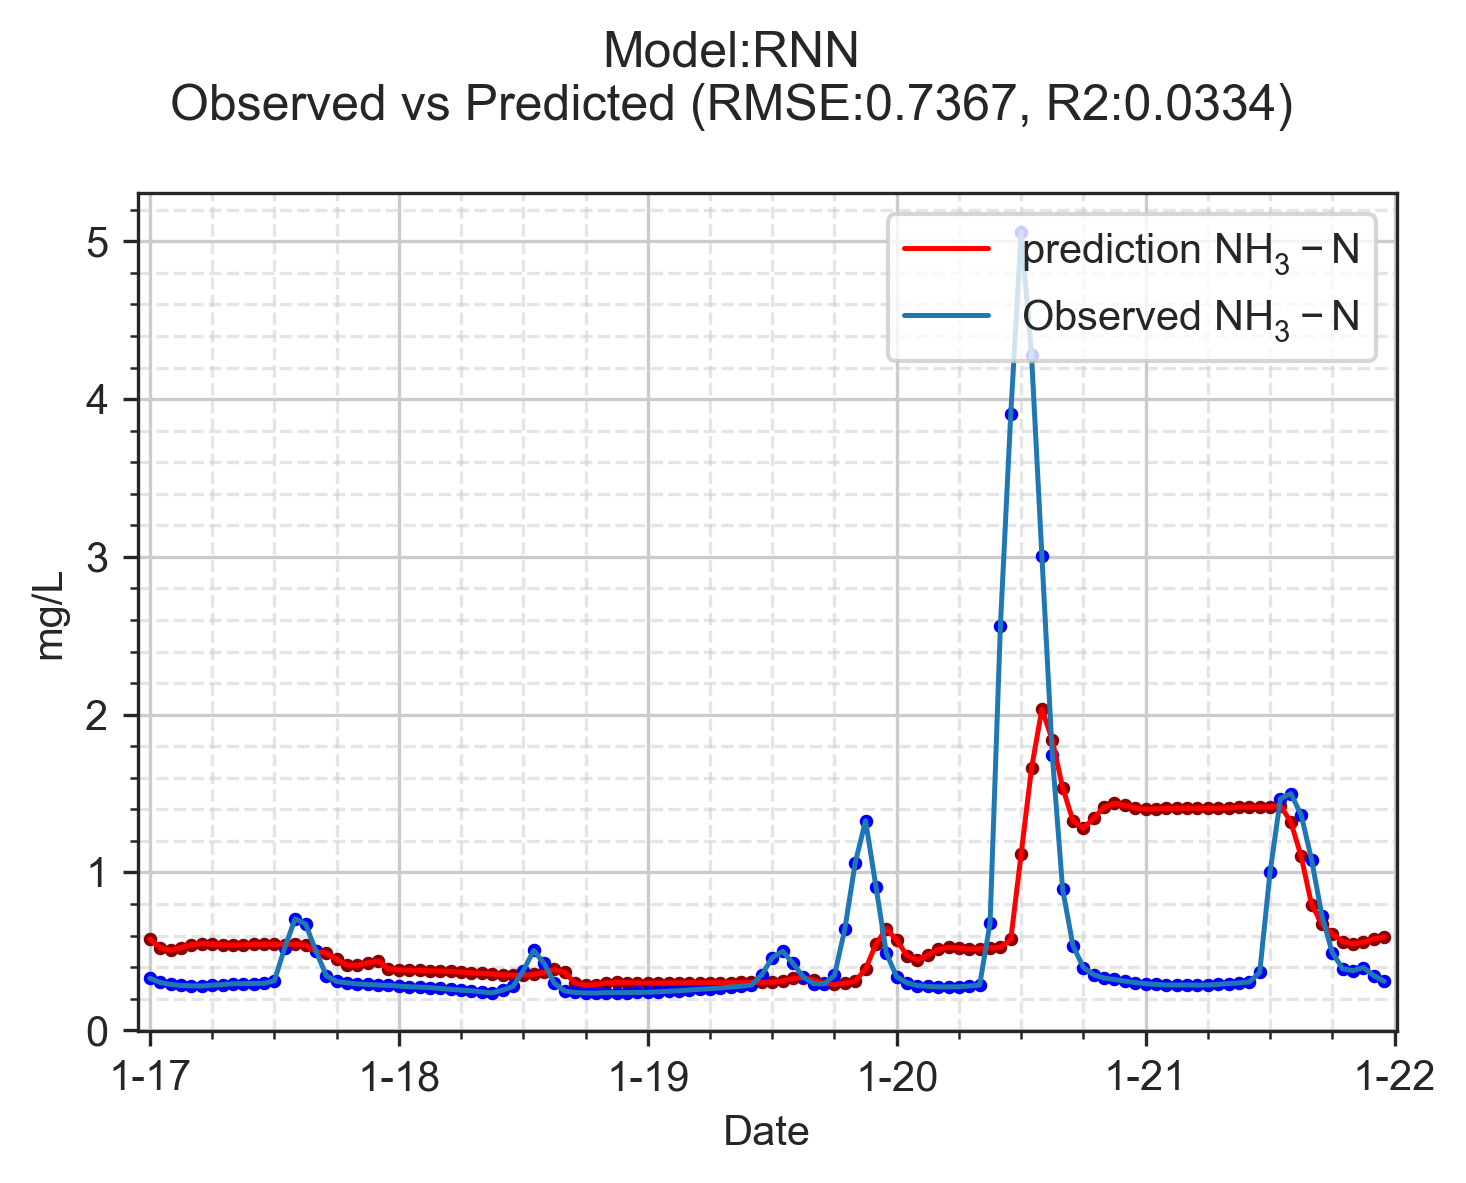 Model:RNN
Observed vs Predicted (RMSE:0.7367, R2:0.0334)
prediction NH₃ − N
Observed NH₃ − N
5
4
3
2
1
0
mg/L
1-17 1-18 1-19 1-20 1-21 1-22
Date